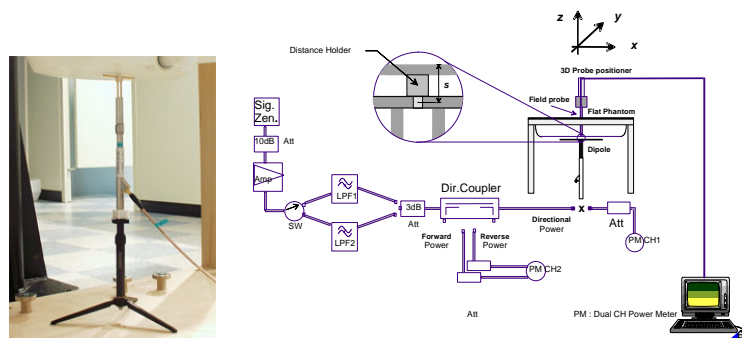 z
y
x
Distance Holder
3D Probe positioner
s
Field probe
Flat Phantom
Sig.
Zen.
10dB
Att
Dipole
Amp
Dir.Coupler
LPF1
3dB
SW
Att
LPF2
Forward
Power
Reverse
Power
Directional
Power
x
Att
PM CH1
PM CH2
Att
PM : Dual CH Power Meter